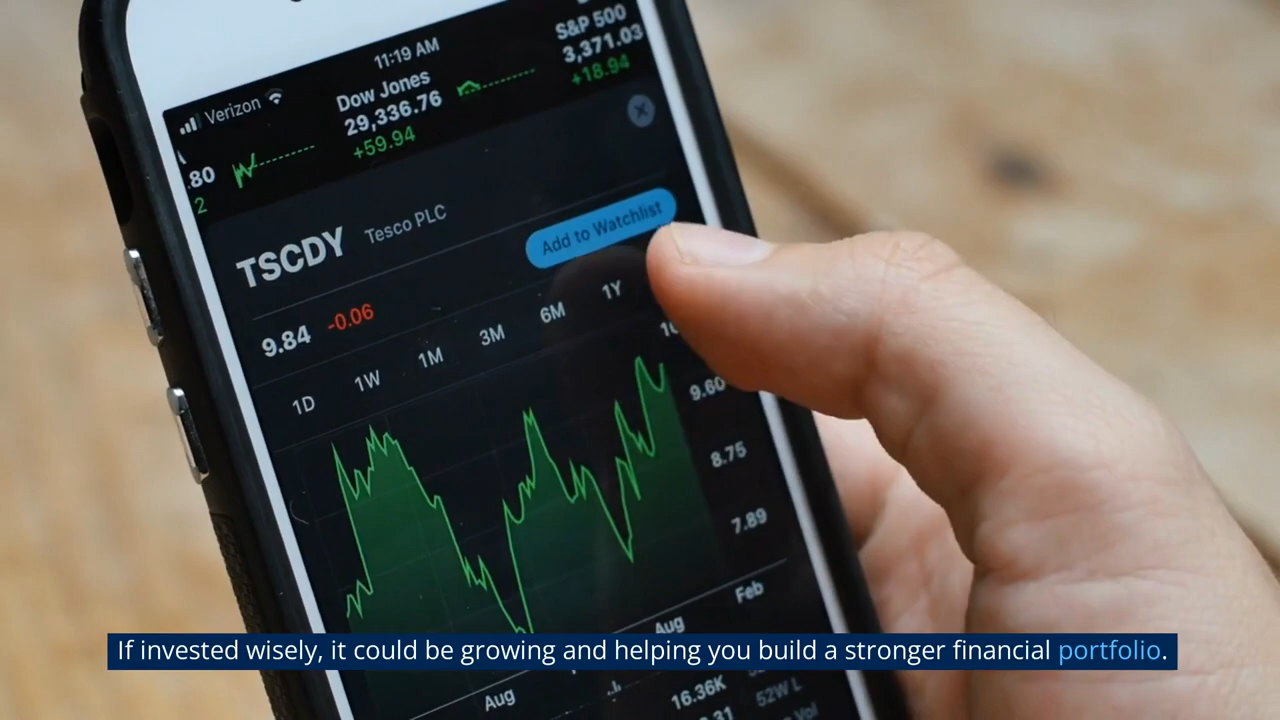 11:19 AM
Verizon
Dow Jones
29,336.76
+59.94
S&P 500
3,371.03
+18.94
.80
2
TSCDY Tesco PLC
Add to Watchlist
9.84 -0.06
1D 1W 1M 3M 6M 1Y
9.60
8.75
7.89
Aug Aug Feb
16.36K
52W L
If invested wisely, it could be growing and helping you build a stronger financial portfolio.